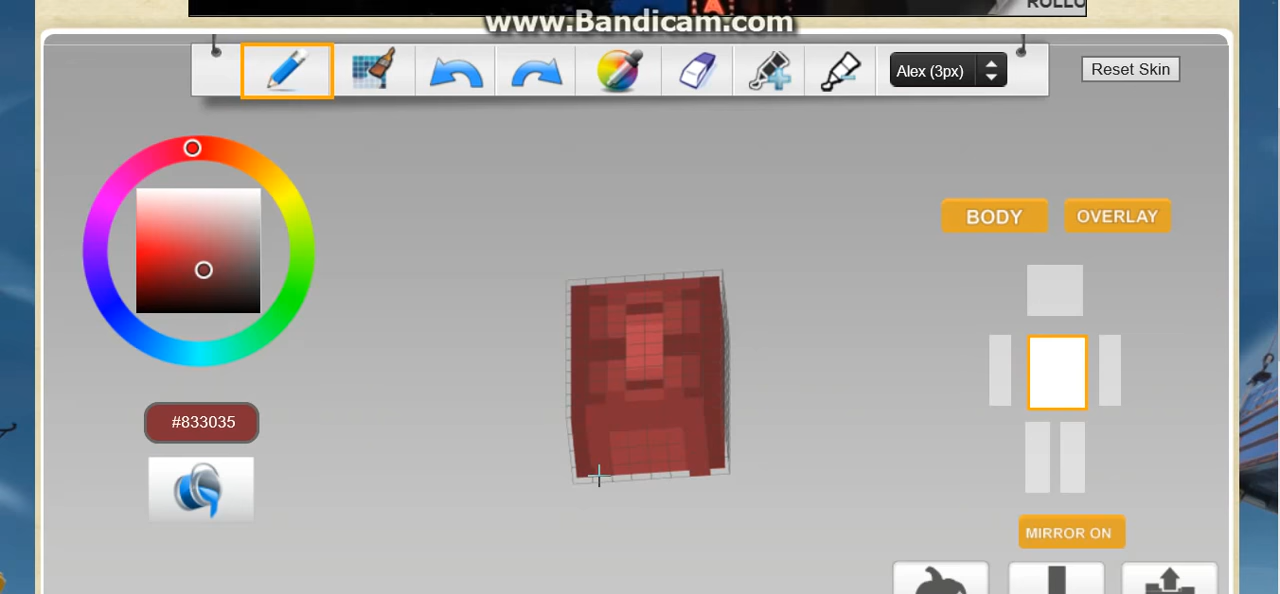 ROLLO
www.Bandicam.com
Alex (3px)
Reset Skin
BODY
OVERLAY
#833035
MIRROR ON